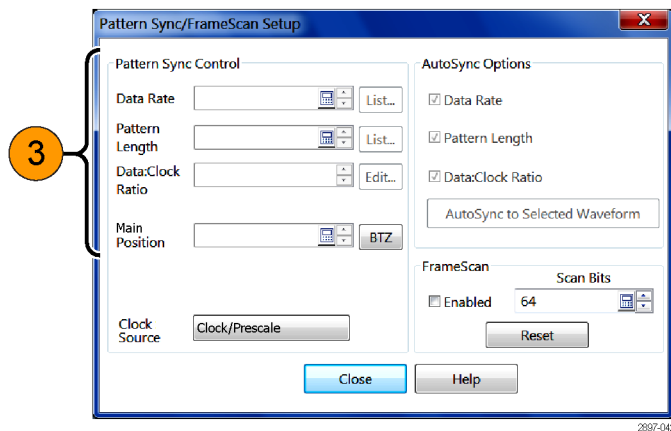 Pattern Sync/FrameScan Setup
X
3
Pattern Sync Control
Data Rate
List...
Pattern
Length
List...
Data:Clock
Ratio
Edit...
Main
Position
BTZ
Clock
Source
Clock/Prescale
AutoSync Options
Data Rate
Pattern Length
Data:Clock Ratio
AutoSync to Selected Waveform
FrameScan
Scan Bits
Enabled
64
Reset
Close
Help